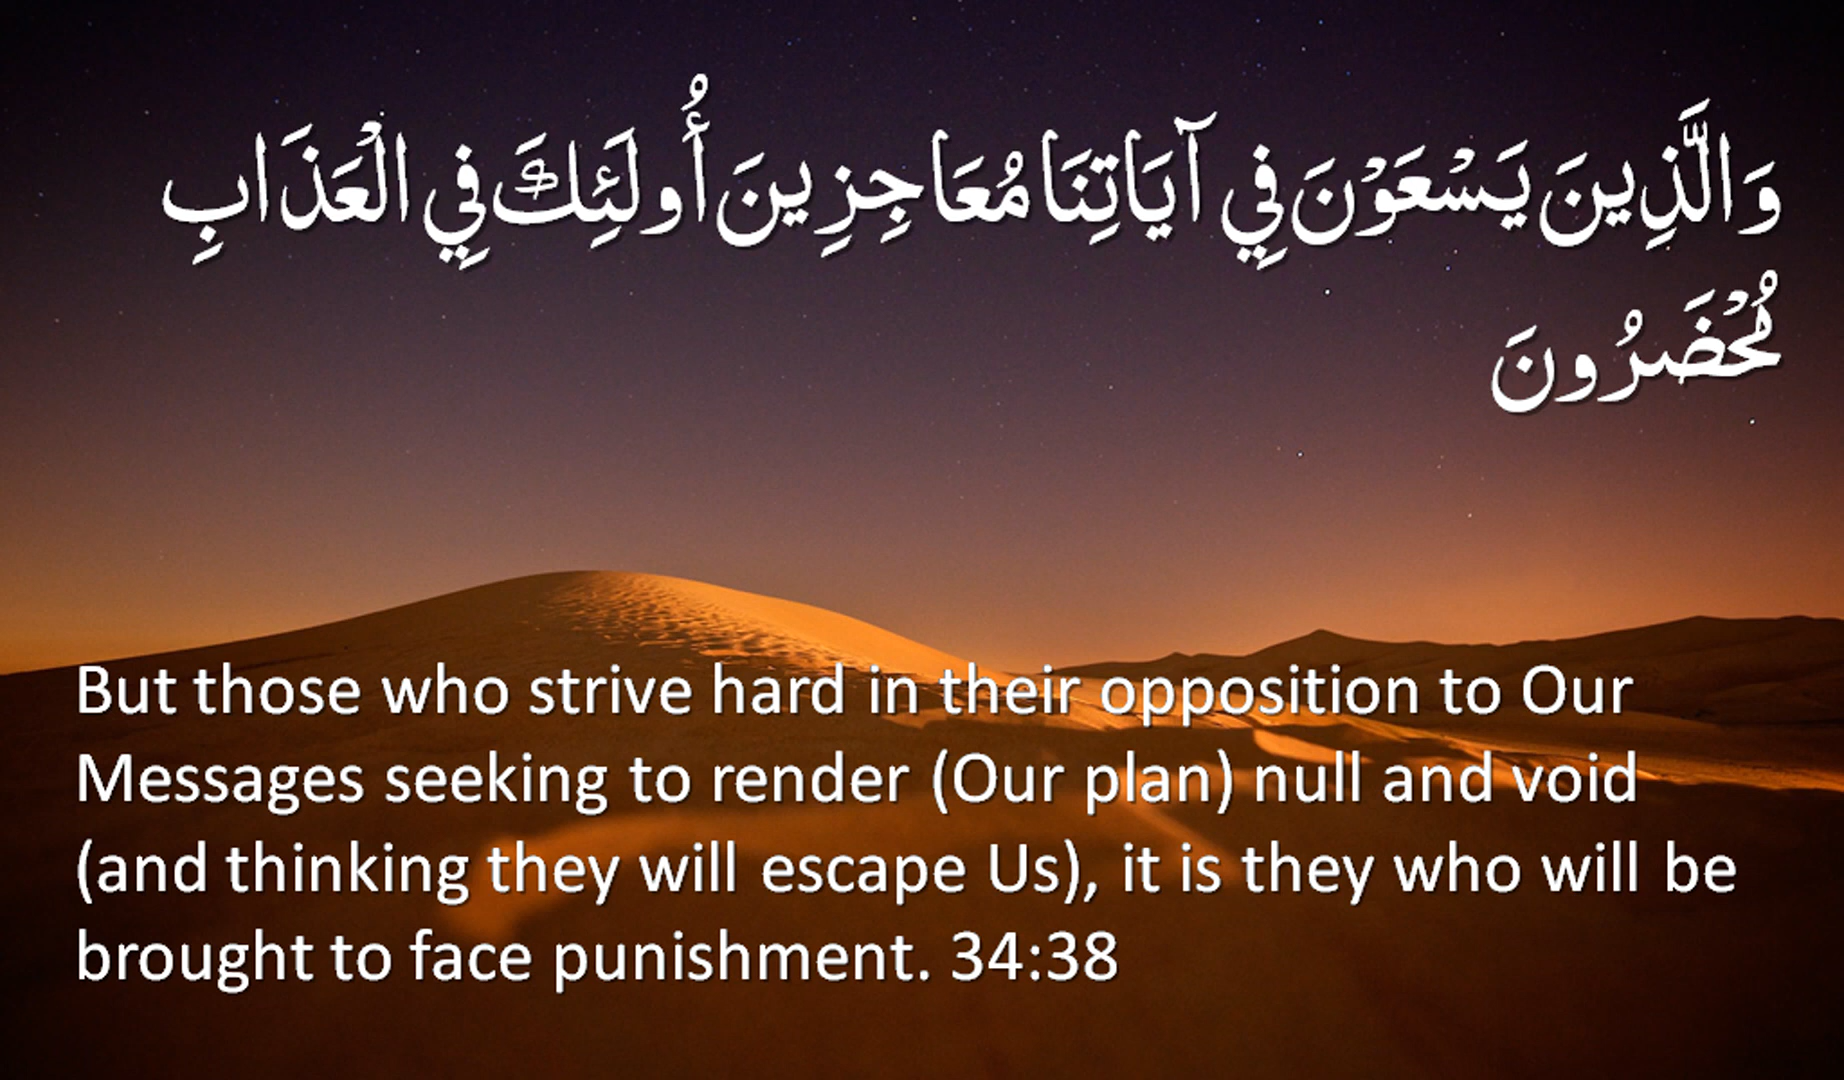 وَالَّذِينَ يَسْعَوْنَ فِي آيَاتِنَا مُعَاجِزِينَ أُولَئِكَ فِي الْعَذَابِ
مُحْضَرُونَ
But those who strive hard in their opposition to Our
Messages seeking to render (Our plan) null and void
(and thinking they will escape Us), it is they who will be
brought to face punishment. 34:38